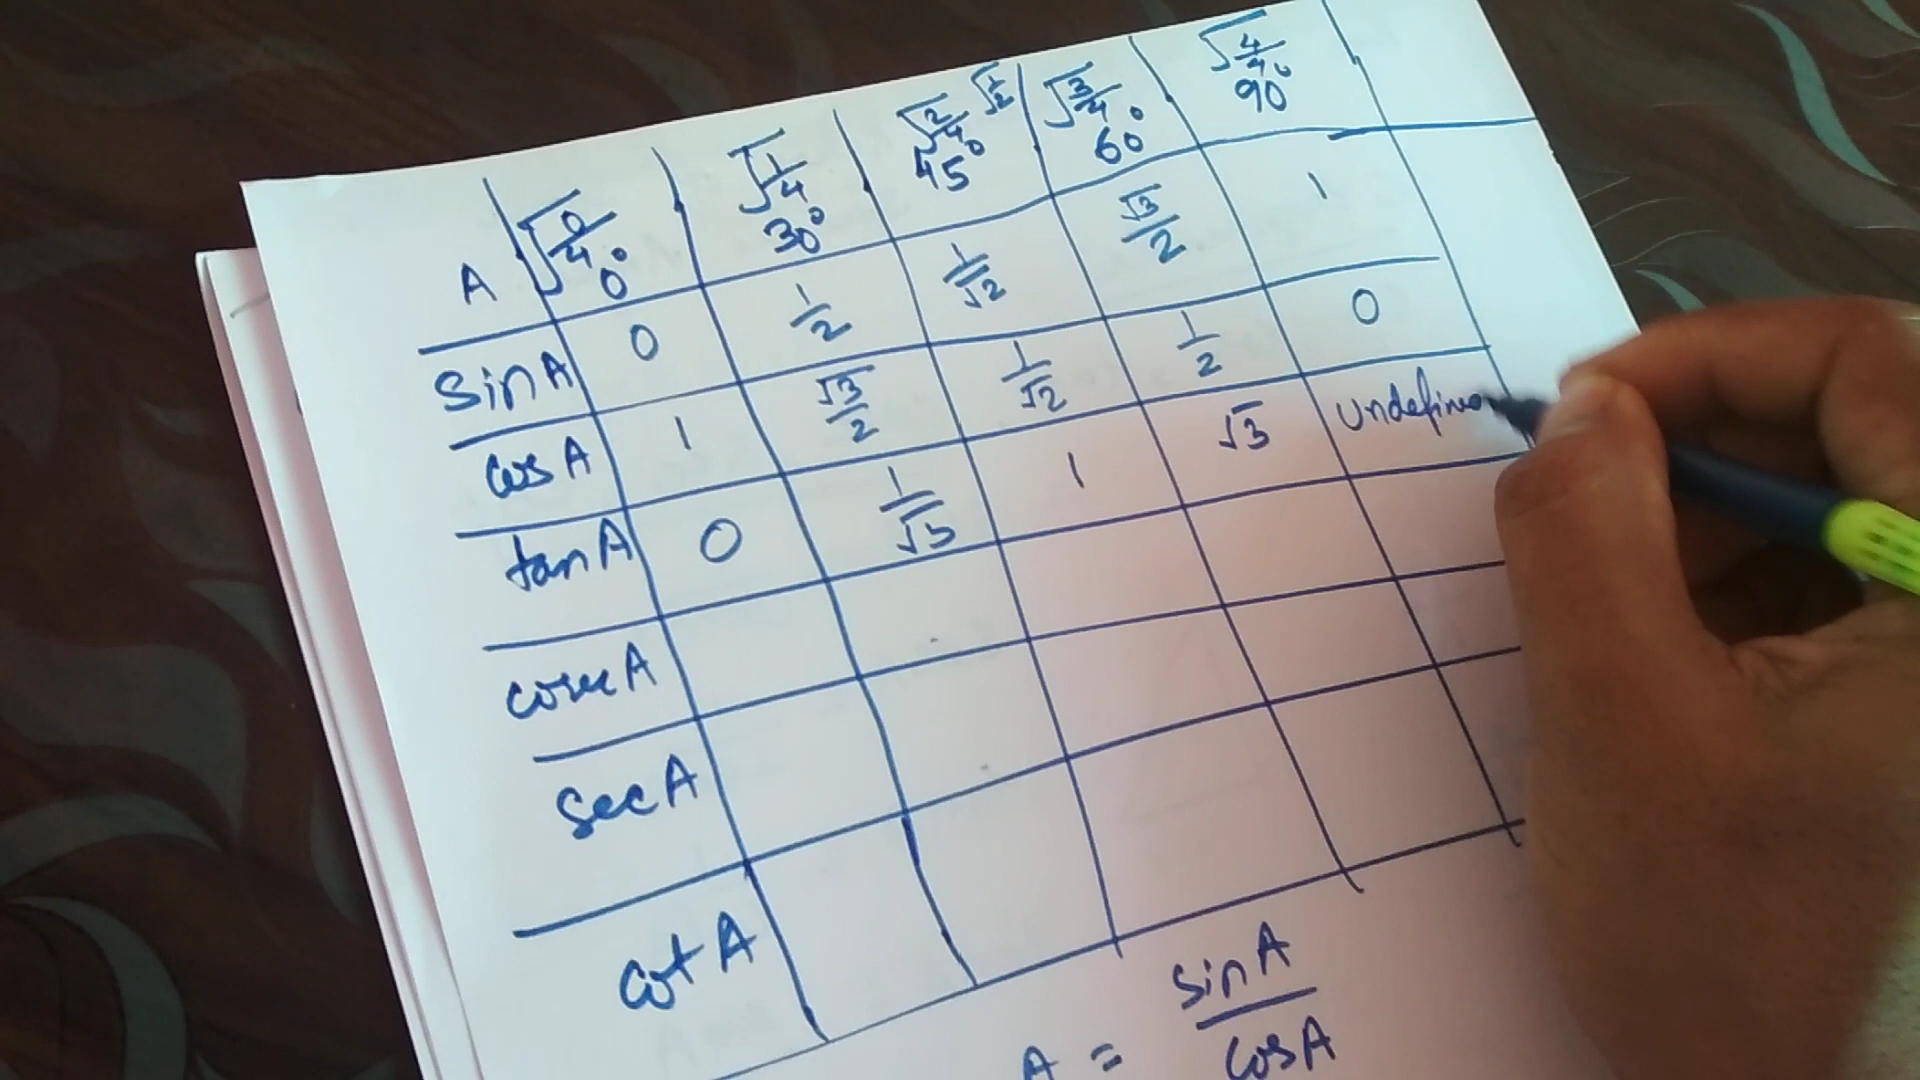 A √0/4 0° √1/4 30° √2/4 √1/2 45° √3/4 60° √4/4 90°
sin A 0 1/2 1/√2 √3/2 1
cos A 1 √3/2 1/√2 1/2 0
tan A 0 1/√3 1 √3 undefine
cosec A
sec A
cot A
A = sin A / cos A